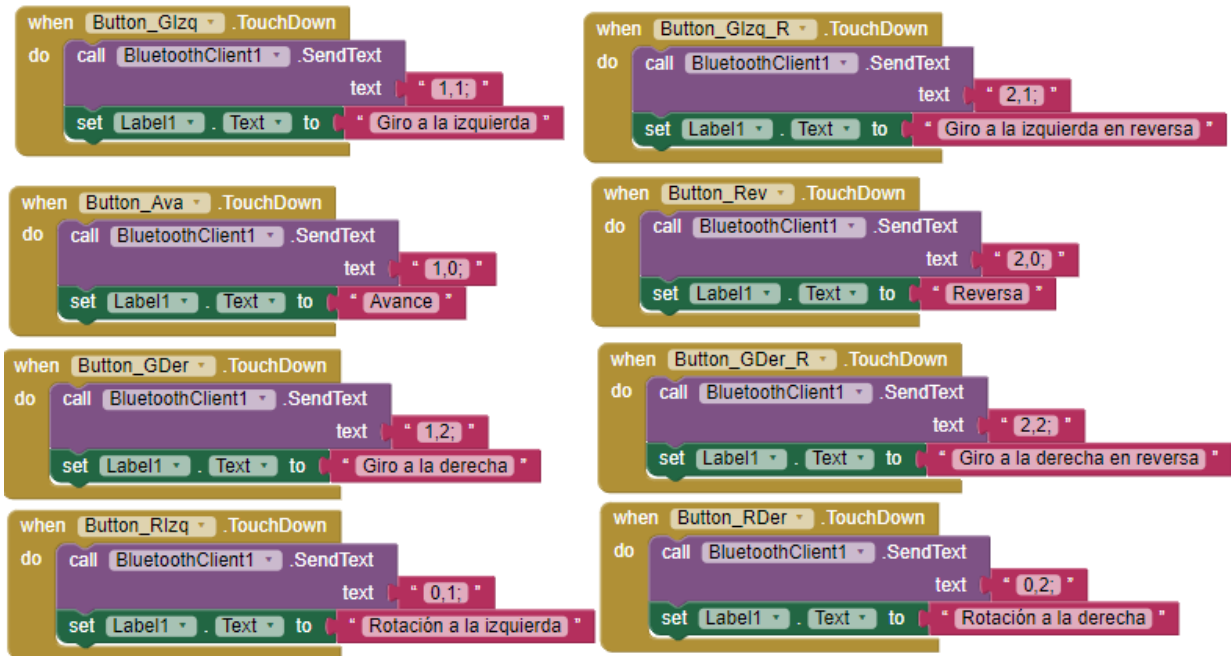 when Button_GIzq .TouchDown
do call BluetoothClient1 .SendText
text " 1,1; "
set Label1 . Text to " Giro a la izquierda "
when Button_GIzq_R .TouchDown
do call BluetoothClient1 .SendText
text " 2,1; "
set Label1 . Text to " Giro a la izquierda en reversa "
when Button_Ava .TouchDown
do call BluetoothClient1 .SendText
text " 1,0; "
set Label1 . Text to " Avance "
when Button_Rev .TouchDown
do call BluetoothClient1 .SendText
text " 2,0; "
set Label1 . Text to " Reversa "
when Button_GDer .TouchDown
do call BluetoothClient1 .SendText
text " 1,2; "
set Label1 . Text to " Giro a la derecha "
when Button_GDer_R .TouchDown
do call BluetoothClient1 .SendText
text " 2,2; "
set Label1 . Text to " Giro a la derecha en reversa "
when Button_RIzq .TouchDown
do call BluetoothClient1 .SendText
text " 0,1; "
set Label1 . Text to " Rotación a la izquierda "
when Button_RDer .TouchDown
do call BluetoothClient1 .SendText
text " 0,2; "
set Label1 . Text to " Rotación a la derecha "